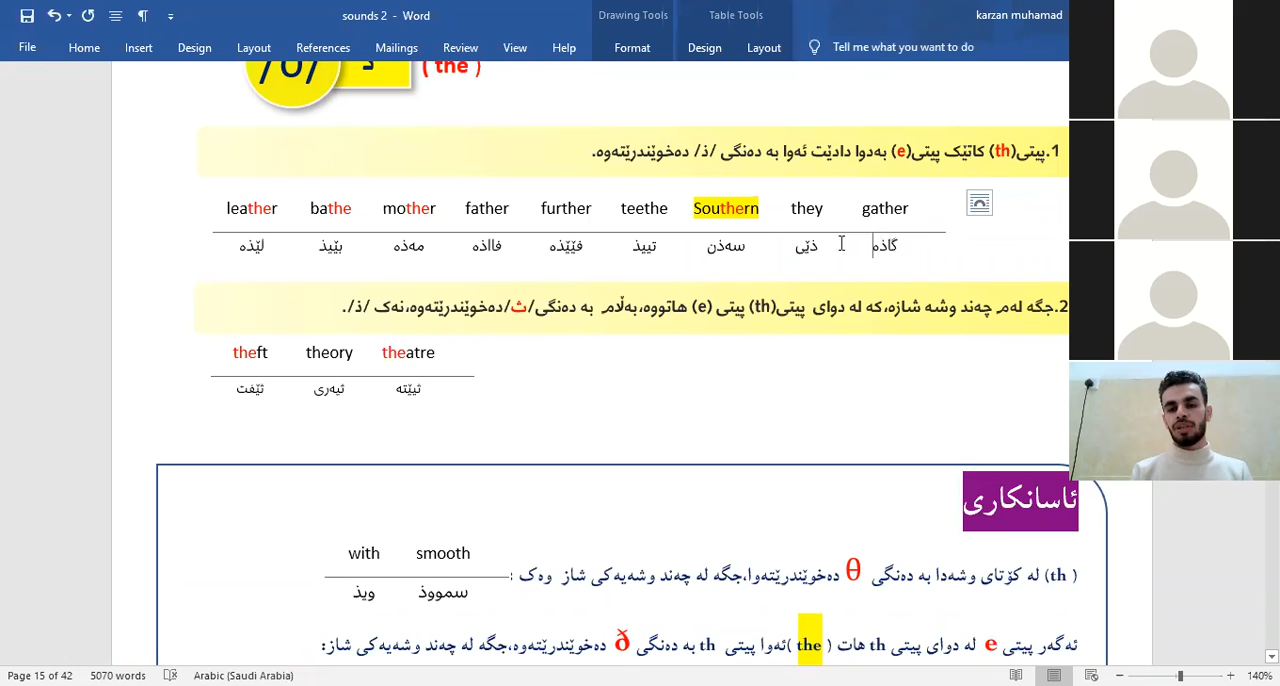 sounds 2 - Word
Drawing Tools
Table Tools
karzan muhamad
File Home Insert Design Layout References Mailings Review View Help Format Design Layout Tell me what you want to do
/ð/ ذ ( the )
1.پیتی(th) کاتێک پیتی(e) بەدوا دادێت ئەوا بە دەنگی /ذ/ دەخوێندرێتەوە.
leather bathe mother father further teethe Southern they gather
لێذە بێیذ مەذە فااذە فێێذە تییذ سەذن ذێی گاذە
2.جگە لەم چەند وشە شازە،کە لە دوای پیتی(th) پیتی (e) هاتووە،بەڵام بە دەنگی/ث/دەخوێندرێتەوە،نەک /ذ/.
theft theory theatre
ثێفت ثیەری ثیێتە
ئاسانکاری
with smooth
( th) لە کۆتای وشەدا بە دەنگی θ دەخوێندرێتەوا،جگە لە چەند وشەیەکی شاز وەک :
ویذ سمووذ
ئەگەر پیتی e لە دوای پیتی th هات ( the )ئەوا پیتی th بە دەنگی ð دەخوێندرێتەوە،جگە لە چەند وشەیەکی شاز:
Page 15 of 42 5070 words Arabic (Saudi Arabia) 140%